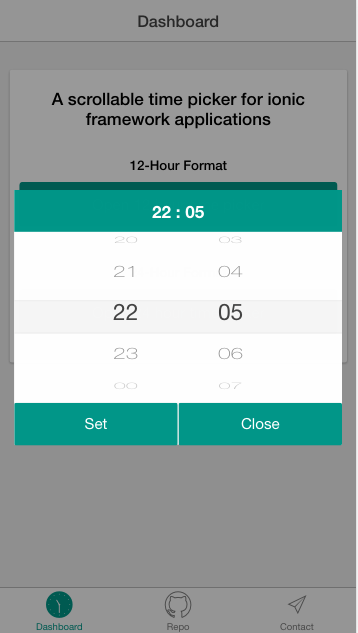 Dashboard
A scrollable time picker for ionic
framework applications
12-Hour Format
22 : 05
20 03
21 04
22 05
23 06
00 07
Set Close
Dashboard Repo Contact